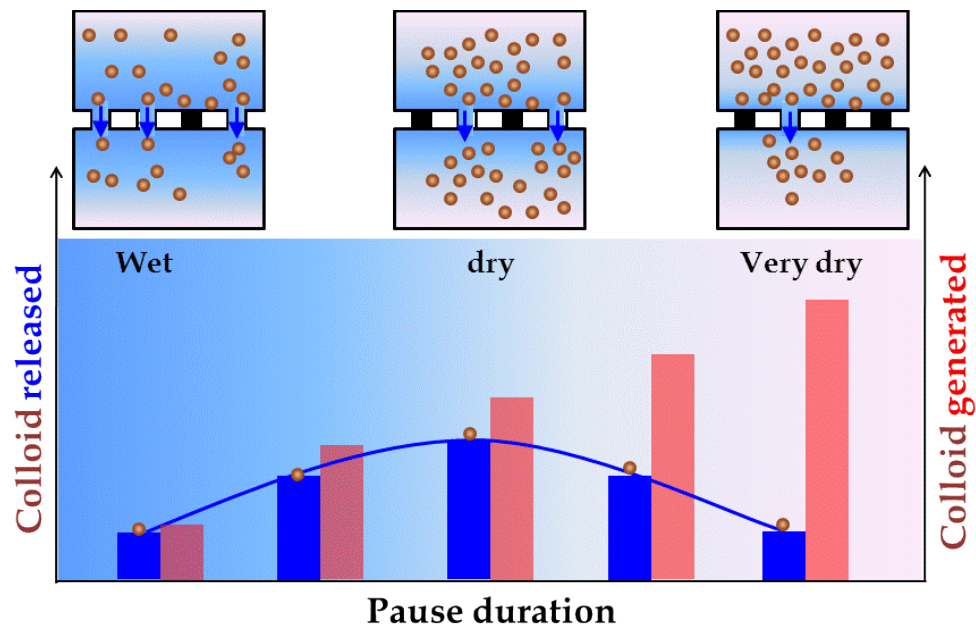 Wet
dry
Very dry
Colloid released
Colloid generated
Pause duration